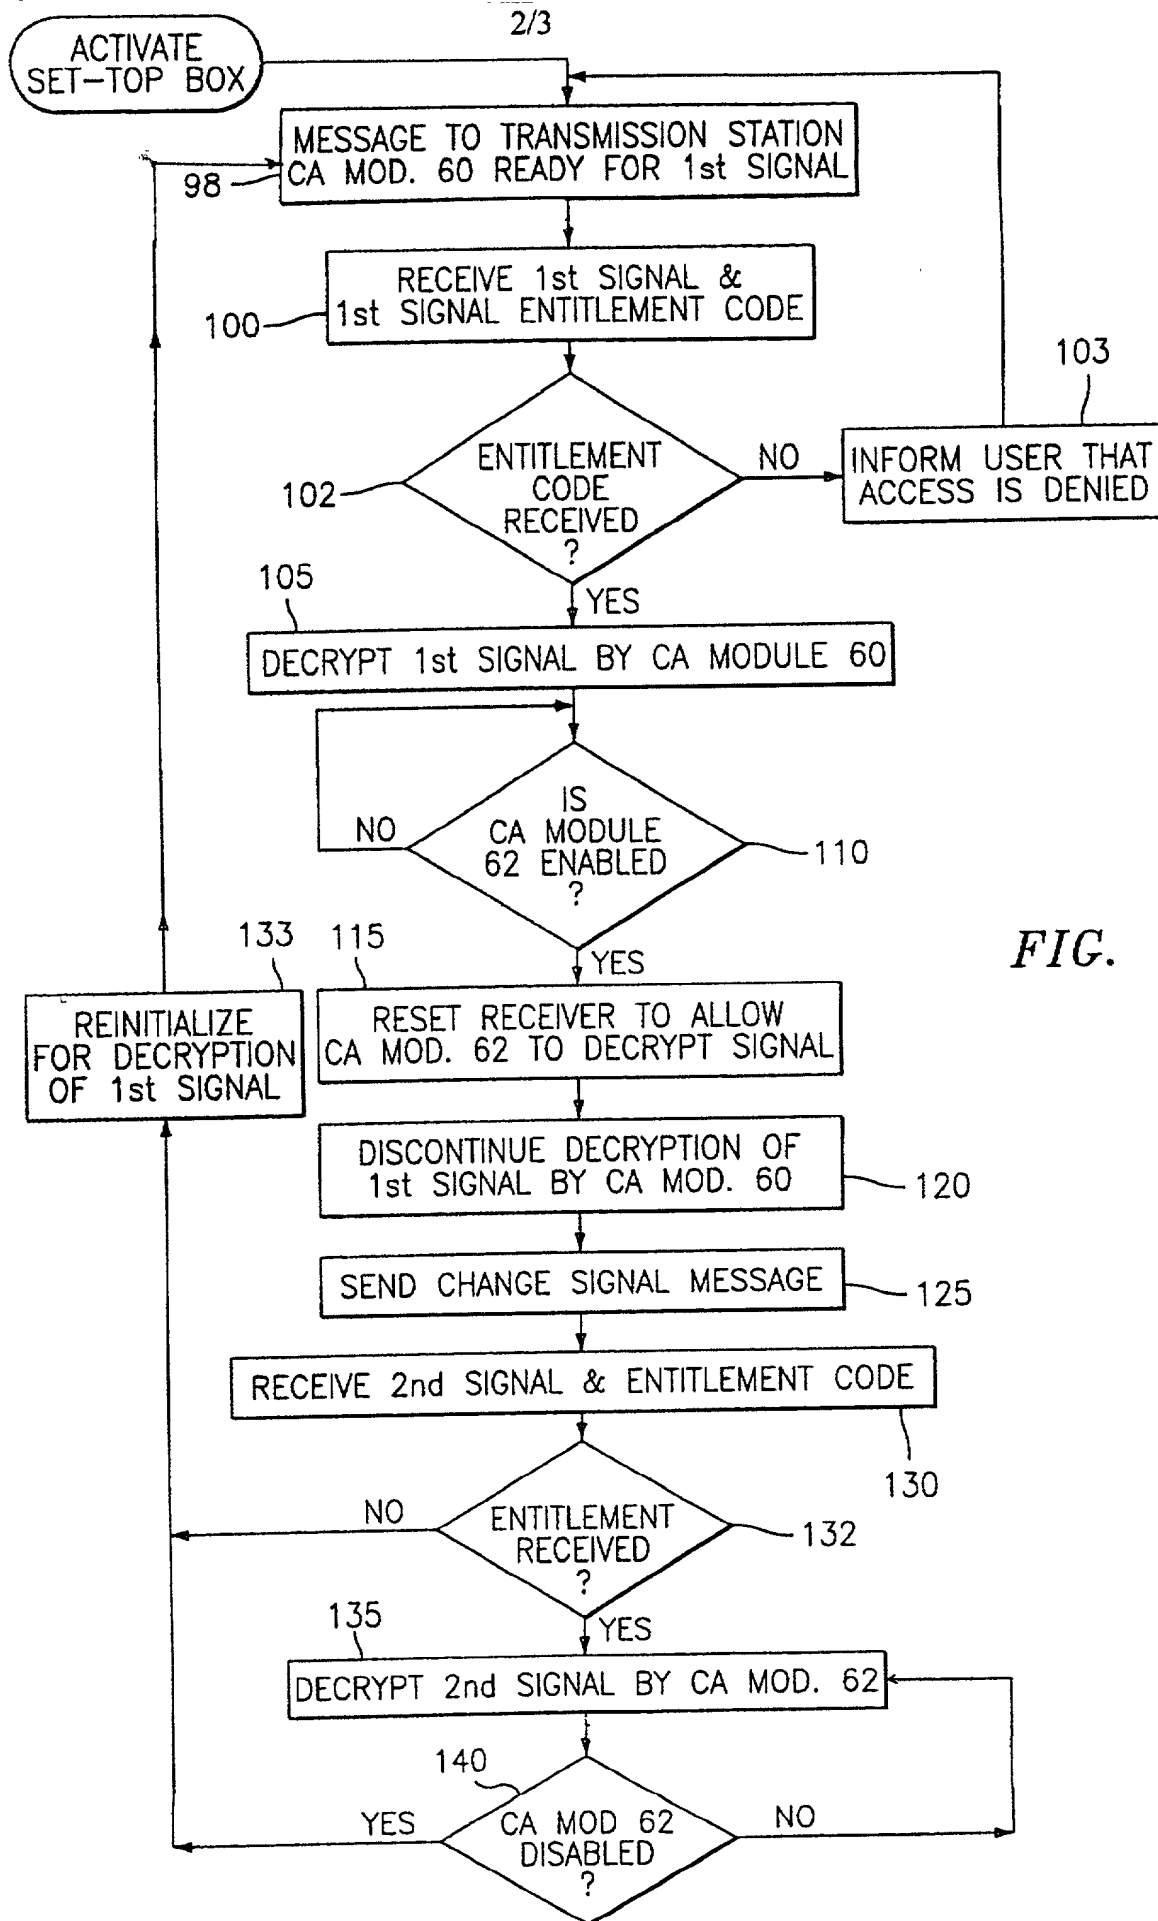 2/3
ACTIVATE
SET-TOP BOX
MESSAGE TO TRANSMISSION STATION
CA MOD. 60 READY FOR 1st SIGNAL
98
RECEIVE 1st SIGNAL &
1st SIGNAL ENTITLEMENT CODE
100
103
ENTITLEMENT
CODE
RECEIVED
?
102
NO
INFORM USER THAT
ACCESS IS DENIED
YES
105
DECRYPT 1st SIGNAL BY CA MODULE 60
IS
CA MODULE
62 ENABLED
?
NO
110
YES
FIG.
133
115
REINITIALIZE
FOR DECRYPTION
OF 1st SIGNAL
RESET RECEIVER TO ALLOW
CA MOD. 62 TO DECRYPT SIGNAL
DISCONTINUE DECRYPTION OF
1st SIGNAL BY CA MOD. 60
120
SEND CHANGE SIGNAL MESSAGE
125
RECEIVE 2nd SIGNAL & ENTITLEMENT CODE
130
NO
ENTITLEMENT
RECEIVED
?
132
YES
135
DECRYPT 2nd SIGNAL BY CA MOD. 62
140
YES
CA MOD 62
DISABLED
?
NO